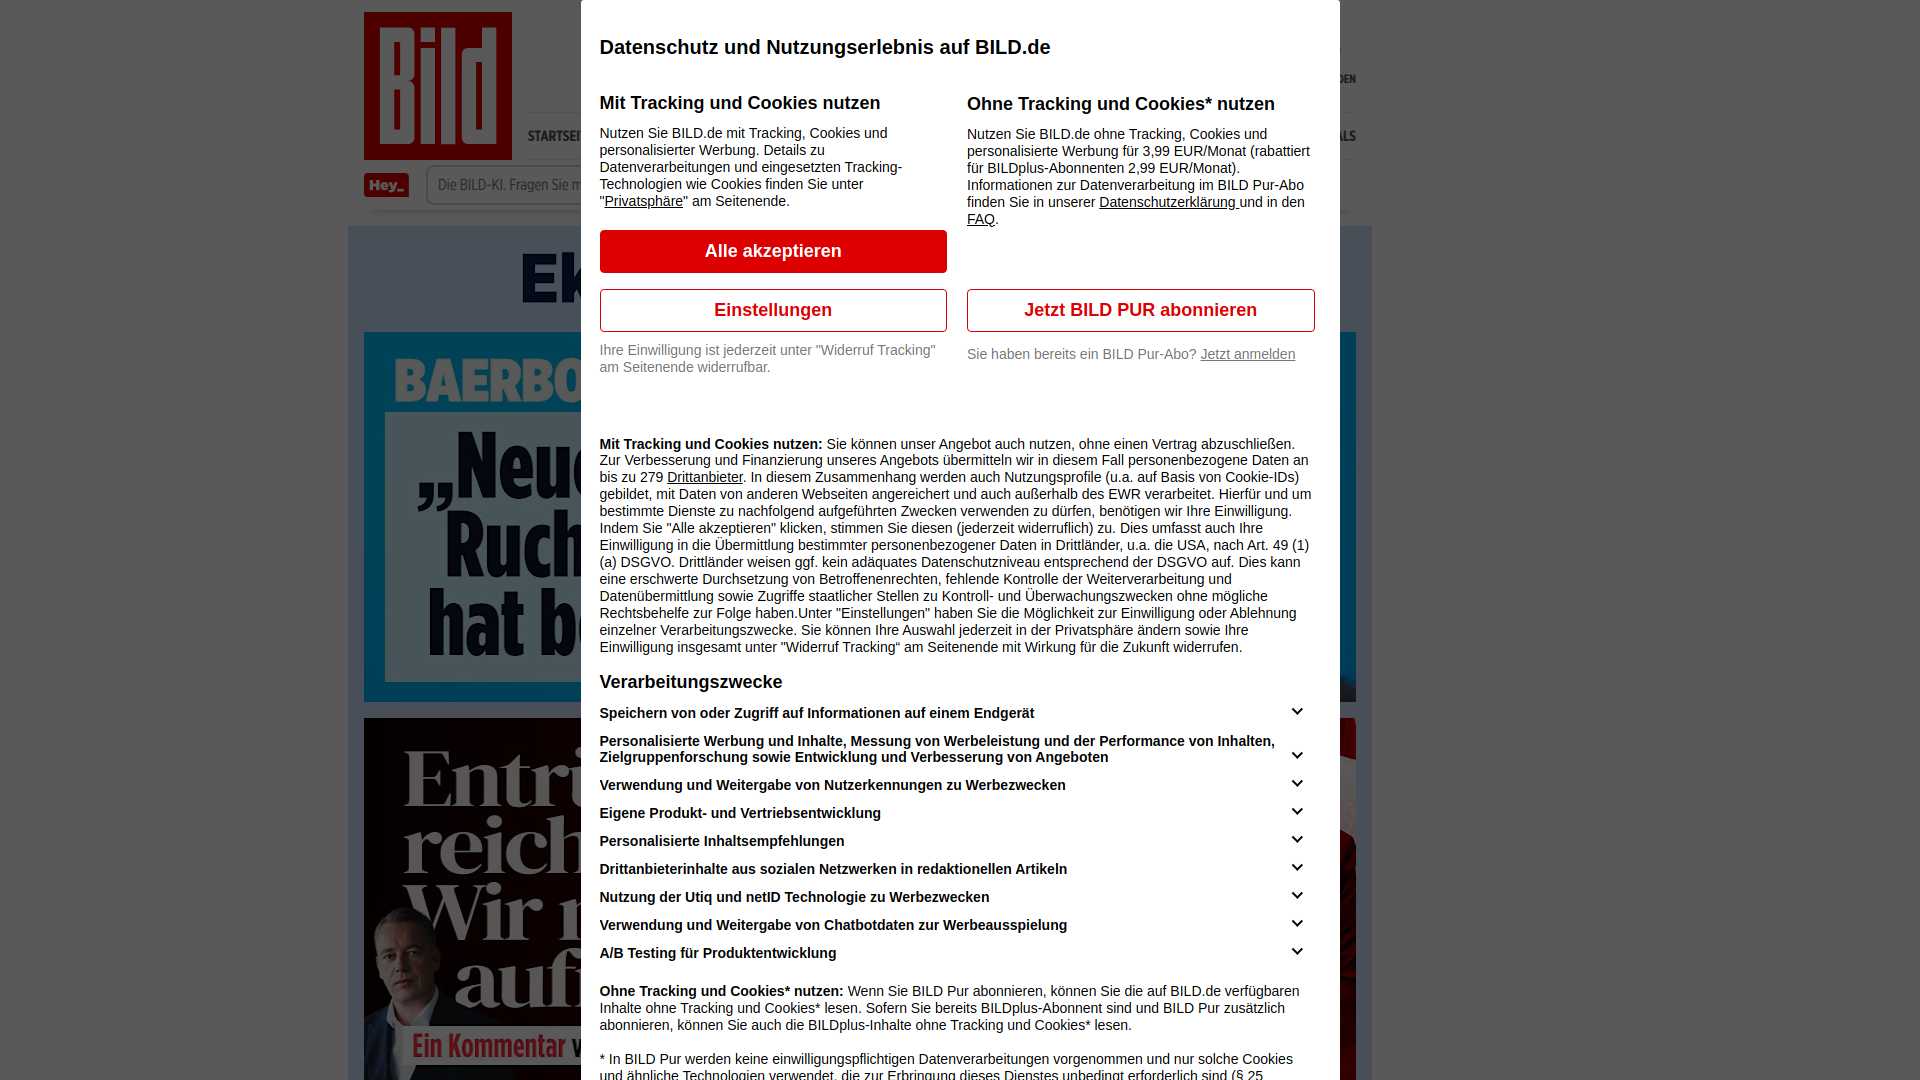 Bild
DEN
STARTSEI
ALS
Hey_
Die BILD-KI. Fragen Sie m
Ek
BAERBO
„Neue
Ruch
hat be
Entrü
reich
Wir
auf
Ein Kommentar v
Datenschutz und Nutzungserlebnis auf BILD.de
Mit Tracking und Cookies nutzen
Nutzen Sie BILD.de mit Tracking, Cookies und
personalisierter Werbung. Details zu
Datenverarbeitungen und eingesetzten Tracking-
Technologien wie Cookies finden Sie unter
"Privatsphäre" am Seitenende.
Alle akzeptieren
Einstellungen
Ihre Einwilligung ist jederzeit unter "Widerruf Tracking"
am Seitenende widerrufbar.
Ohne Tracking und Cookies* nutzen
Nutzen Sie BILD.de ohne Tracking, Cookies und
personalisierte Werbung für 3,99 EUR/Monat (rabattiert
für BILDplus-Abonnenten 2,99 EUR/Monat).
Informationen zur Datenverarbeitung im BILD Pur-Abo
finden Sie in unserer Datenschutzerklärung und in den
FAQ.
Jetzt BILD PUR abonnieren
Sie haben bereits ein BILD Pur-Abo? Jetzt anmelden
Mit Tracking und Cookies nutzen: Sie können unser Angebot auch nutzen, ohne einen Vertrag abzuschließen.
Zur Verbesserung und Finanzierung unseres Angebots übermitteln wir in diesem Fall personenbezogene Daten an
bis zu 279 Drittanbieter. In diesem Zusammenhang werden auch Nutzungsprofile (u.a. auf Basis von Cookie-IDs)
gebildet, mit Daten von anderen Webseiten angereichert und auch außerhalb des EWR verarbeitet. Hierfür und um
bestimmte Dienste zu nachfolgend aufgeführten Zwecken verwenden zu dürfen, benötigen wir Ihre Einwilligung.
Indem Sie "Alle akzeptieren" klicken, stimmen Sie diesen (jederzeit widerruflich) zu. Dies umfasst auch Ihre
Einwilligung in die Übermittlung bestimmter personenbezogener Daten in Drittländer, u.a. die USA, nach Art. 49 (1)
(a) DSGVO. Drittländer weisen ggf. kein adäquates Datenschutzniveau entsprechend der DSGVO auf. Dies kann
eine erschwerte Durchsetzung von Betroffenenrechten, fehlende Kontrolle der Weiterverarbeitung und
Datenübermittlung sowie Zugriffe staatlicher Stellen zu Kontroll- und Überwachungszwecken ohne mögliche
Rechtsbehelfe zur Folge haben.Unter "Einstellungen" haben Sie die Möglichkeit zur Einwilligung oder Ablehnung
einzelner Verarbeitungszwecke. Sie können Ihre Auswahl jederzeit in der Privatsphäre ändern sowie Ihre
Einwilligung insgesamt unter "Widerruf Tracking“ am Seitenende mit Wirkung für die Zukunft widerrufen.
Verarbeitungszwecke
Speichern von oder Zugriff auf Informationen auf einem Endgerät
Personalisierte Werbung und Inhalte, Messung von Werbeleistung und der Performance von Inhalten,
Zielgruppenforschung sowie Entwicklung und Verbesserung von Angeboten
Verwendung und Weitergabe von Nutzerkennungen zu Werbezwecken
Eigene Produkt- und Vertriebsentwicklung
Personalisierte Inhaltsempfehlungen
Drittanbieterinhalte aus sozialen Netzwerken in redaktionellen Artikeln
Nutzung der Utiq und netID Technologie zu Werbezwecken
Verwendung und Weitergabe von Chatbotdaten zur Werbeausspielung
A/B Testing für Produktentwicklung
Ohne Tracking und Cookies* nutzen: Wenn Sie BILD Pur abonnieren, können Sie die auf BILD.de verfügbaren
Inhalte ohne Tracking und Cookies* lesen. Sofern Sie bereits BILDplus-Abonnent sind und BILD Pur zusätzlich
abonnieren, können Sie auch die BILDplus-Inhalte ohne Tracking und Cookies* lesen.
* In BILD Pur werden keine einwilligungspflichtigen Datenverarbeitungen vorgenommen und nur solche Cookies
und ähnliche Technologien verwendet, die zur Erbringung dieses Dienstes unbedingt erforderlich sind (§ 25